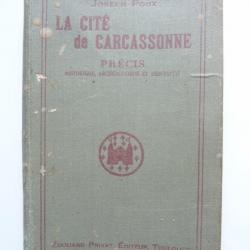 JOSEPH POUX
LA CITÉ
de CARCASSONNE
PRÉCIS
HISTORIQUE, ARCHÉOLOGIQUE ET DESCRIPTIF
ÉDOUARD PRIVAT, ÉDITEUR, TOULOUSE